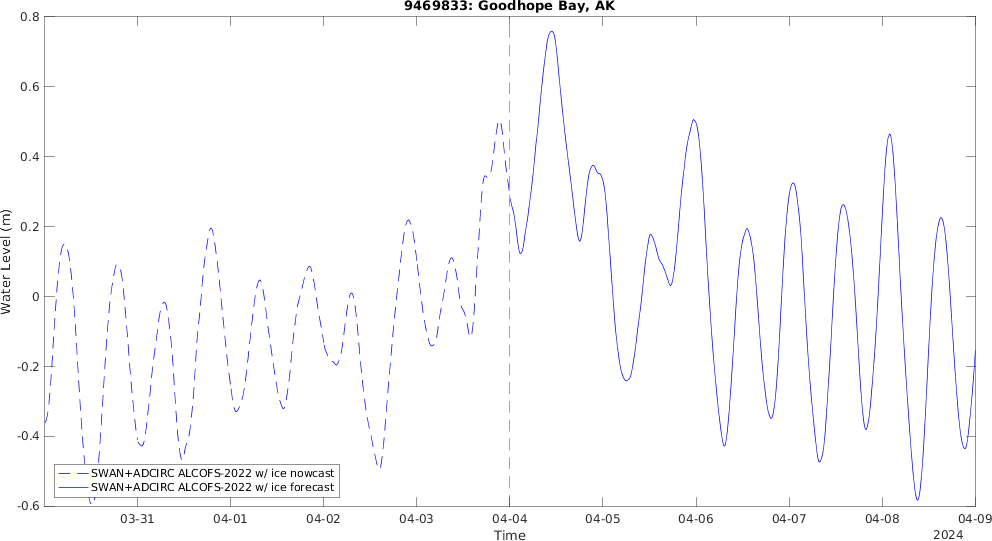 9469833: Goodhope Bay, AK
0.8
0.6
0.4
0.2
0
-0.2
-0.4
-0.6
Water Level (m)
SWAN+ADCIRC ALCOFS-2022 w/ ice nowcast
SWAN+ADCIRC ALCOFS-2022 w/ ice forecast
03-31 04-01 04-02 04-03 04-04 04-05 04-06 04-07 04-08 04-09
Time
2024